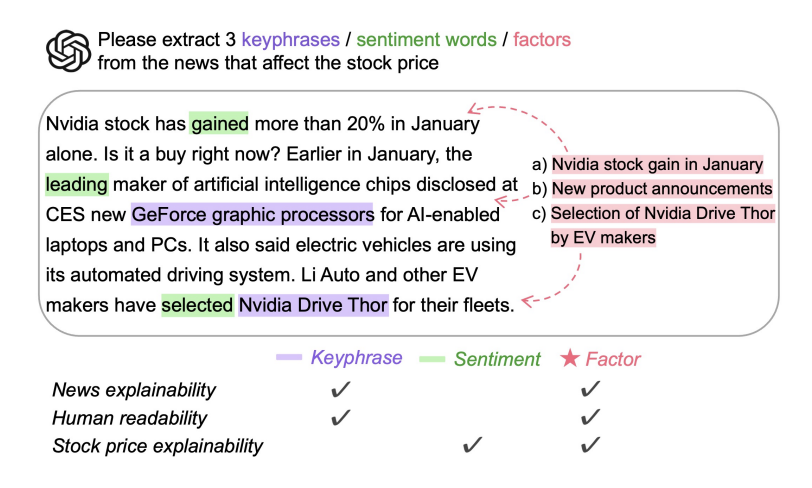 Please extract 3 keyphrases / sentiment words / factors
from the news that affect the stock price
Nvidia stock has gained more than 20% in January
alone. Is it a buy right now? Earlier in January, the
leading maker of artificial intelligence chips disclosed at
CES new GeForce graphic processors for AI-enabled
laptops and PCs. It also said electric vehicles are using
its automated driving system. Li Auto and other EV
makers have selected Nvidia Drive Thor for their fleets.
a) Nvidia stock gain in January
b) New product announcements
c) Selection of Nvidia Drive Thor
by EV makers
Keyphrase Sentiment Factor
News explainability ✓ ✓
Human readability ✓ ✓
Stock price explainability ✓ ✓